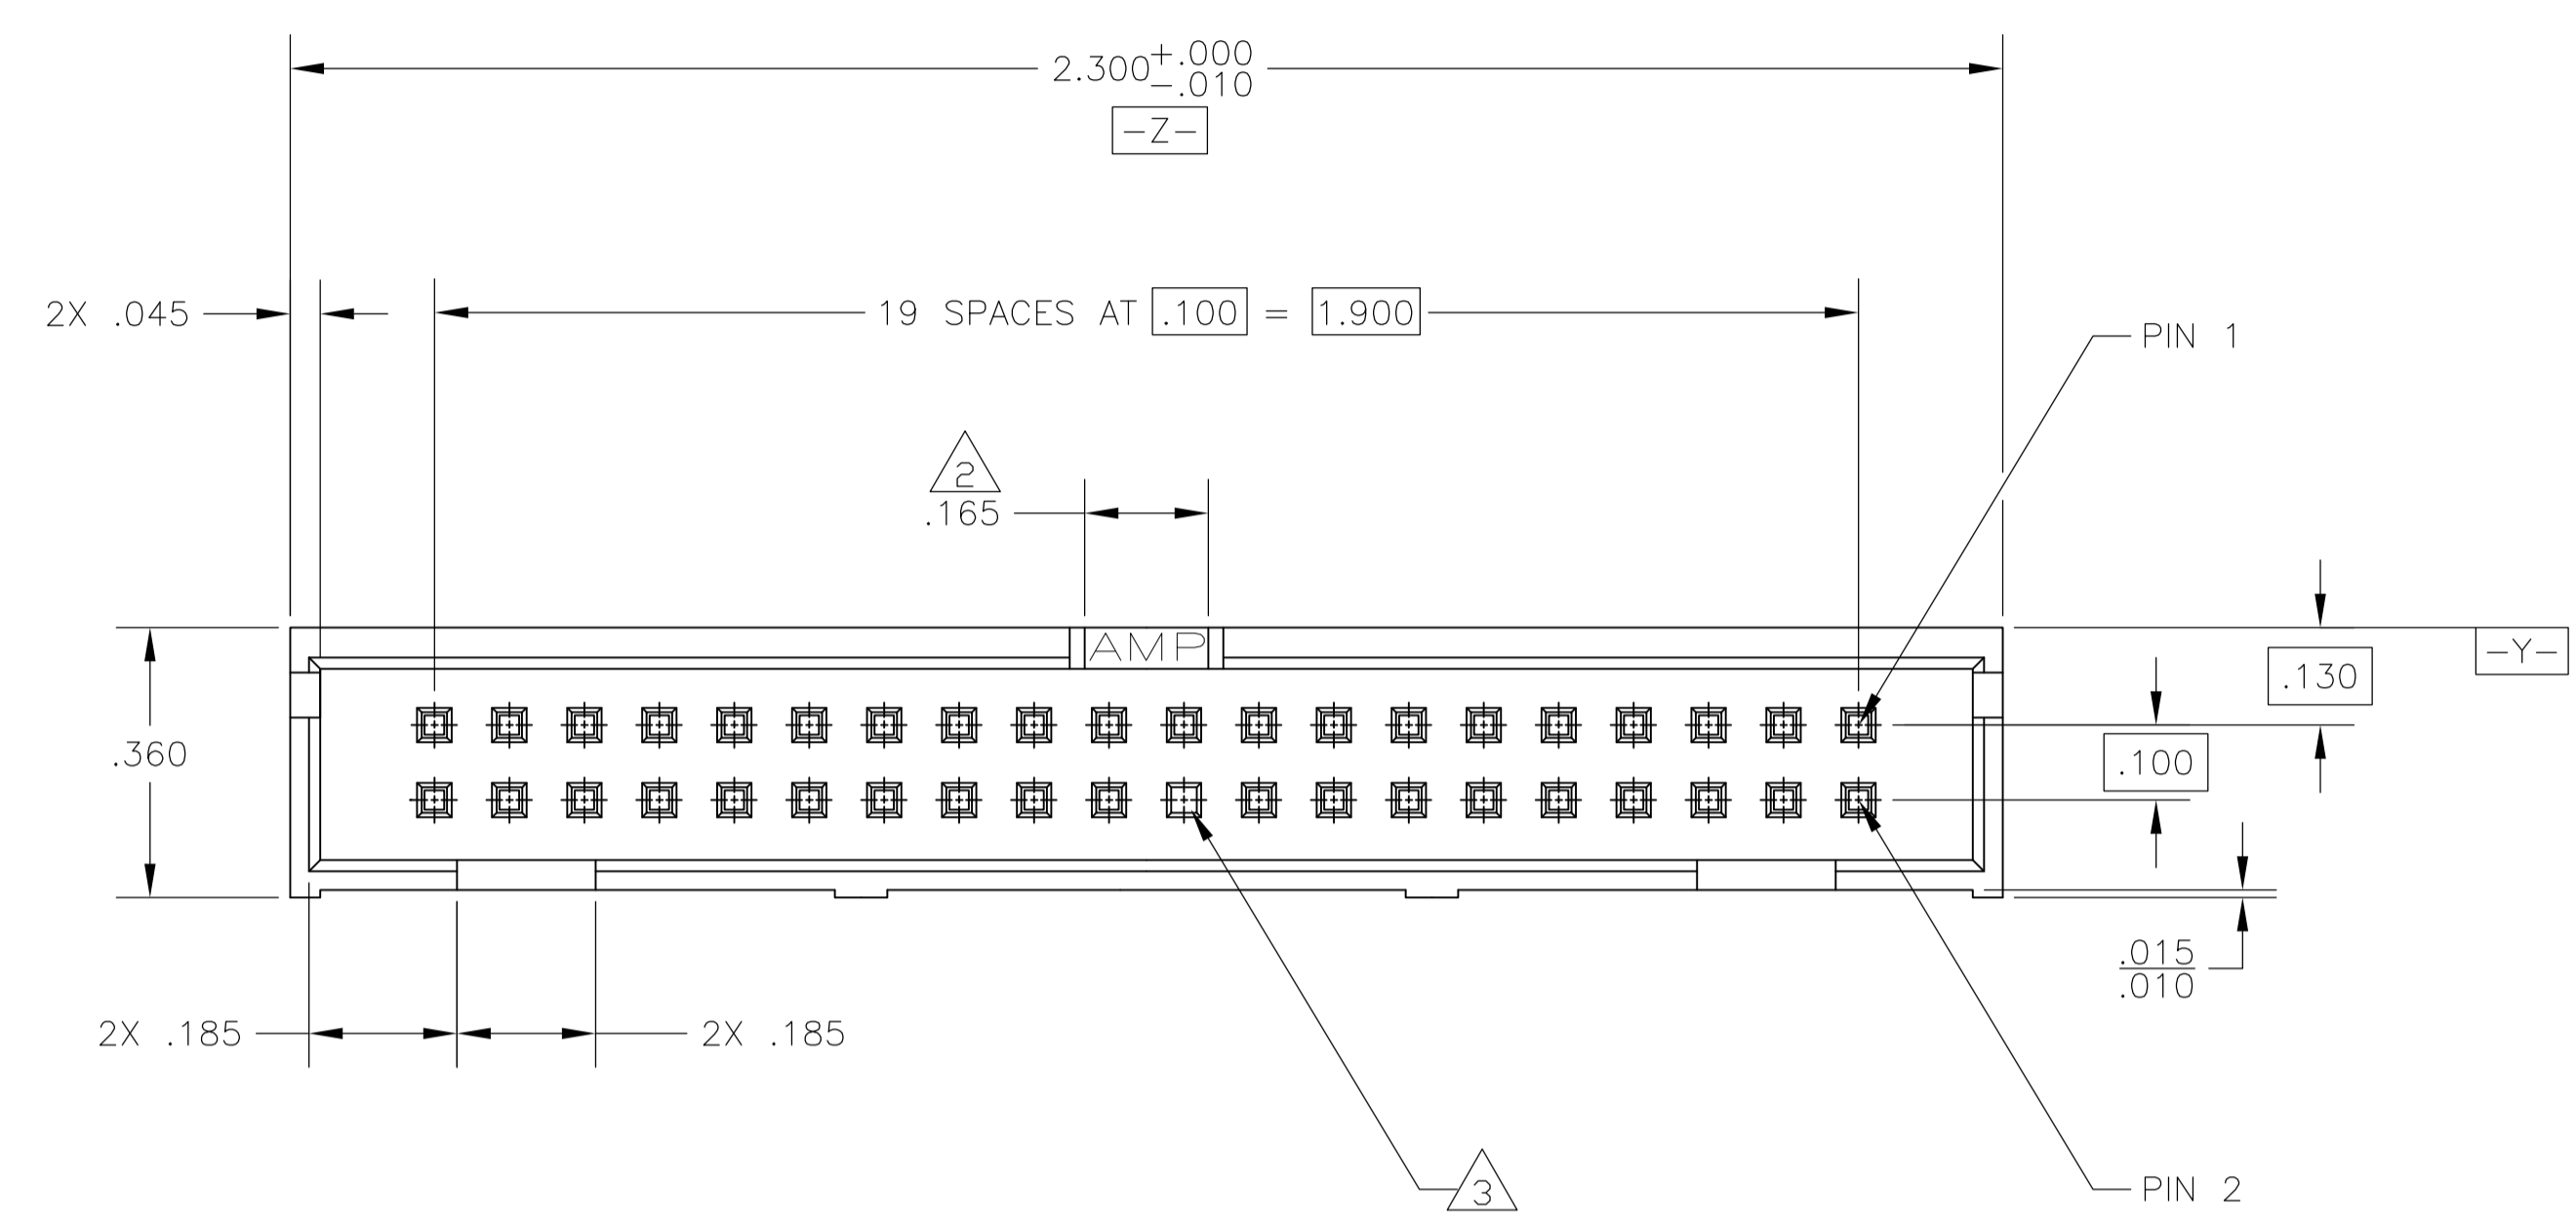 2.300 +.000
-.010
-Z-
2X .045
19 SPACES AT .100 = 1.900
PIN 1
2
.165
AMP
-Y-
.130
.360
.100
.015
.010
2X .185
2X .185
3
PIN 2